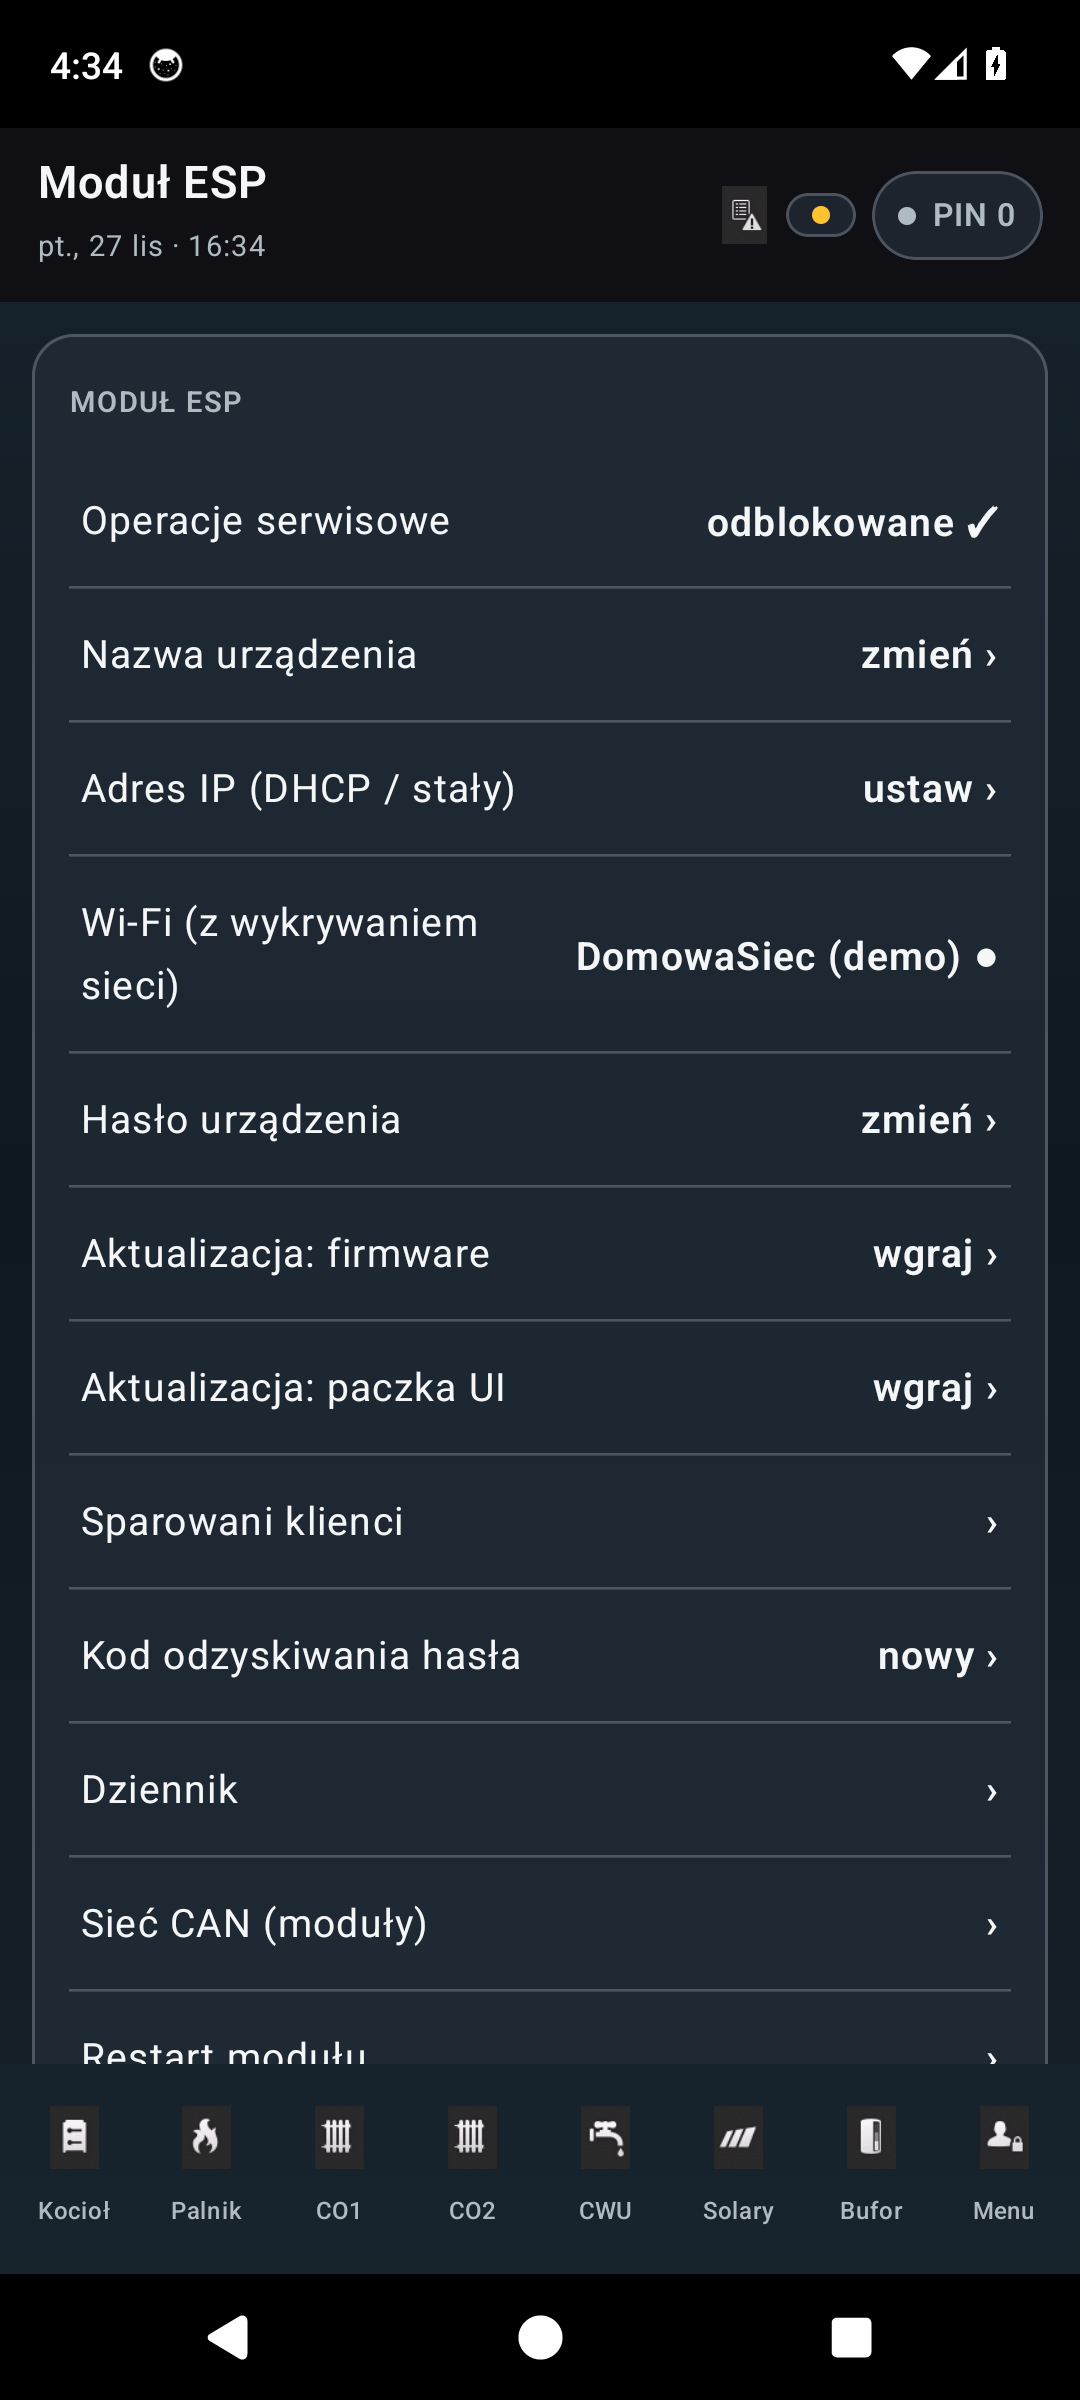 4:34
Moduł ESP
pt., 27 lis · 16:34
PIN 0
MODUŁ ESP
Operacje serwisowe odblokowane ✓
Nazwa urządzenia zmień ›
Adres IP (DHCP / stały) ustaw ›
Wi-Fi (z wykrywaniem
sieci) DomowaSiec (demo) ●
Hasło urządzenia zmień ›
Aktualizacja: firmware wgraj ›
Aktualizacja: paczka UI wgraj ›
Sparowani klienci ›
Kod odzyskiwania hasła nowy ›
Dziennik ›
Sieć CAN (moduły) ›
Restart modułu ›
Kocioł Palnik CO1 CO2 CWU Solary Bufor Menu